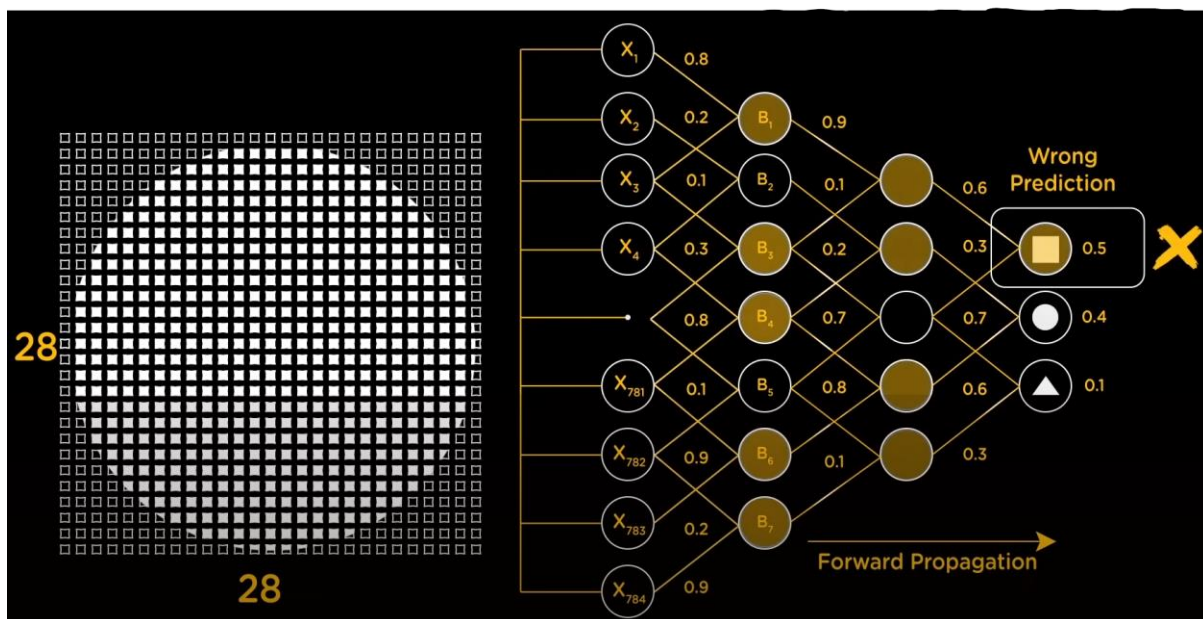 28
28
X1
X2
X3
X4
X781
X782
X783
X784
0.8
0.2
0.1
0.3
0.8
0.1
0.9
0.2
0.9
B1
B2
B3
B4
B5
B6
B7
0.9
0.1
0.2
0.7
0.8
0.1
0.6
0.3
0.7
0.6
0.3
Wrong
Prediction
0.5
0.4
0.1
Forward Propagation